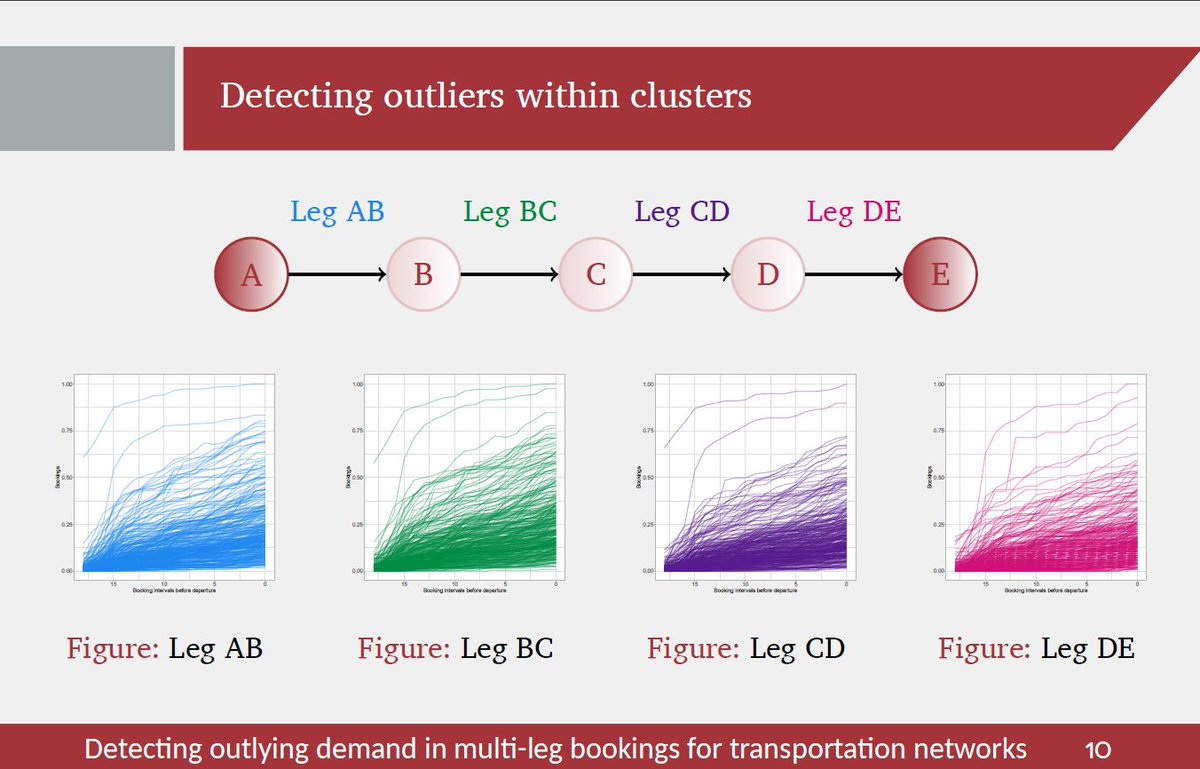 Detecting outliers within clusters
Leg AB
Leg BC
Leg CD
Leg DE
A
B
C
D
E
1.00
0.75
0.50
0.25
0.00
Bookings
15
10
5
0
Booking intervals before departure
1.00
0.75
0.50
0.25
0.00
Bookings
15
10
5
0
Booking intervals before departure
1.00
0.75
0.50
0.25
0.00
Bookings
15
10
5
0
Booking intervals before departure
1.00
0.75
0.50
0.25
0.00
Bookings
15
10
5
0
Booking intervals before departure
Figure: Leg AB
Figure: Leg BC
Figure: Leg CD
Figure: Leg DE
Detecting outlying demand in multi-leg bookings for transportation networks
10